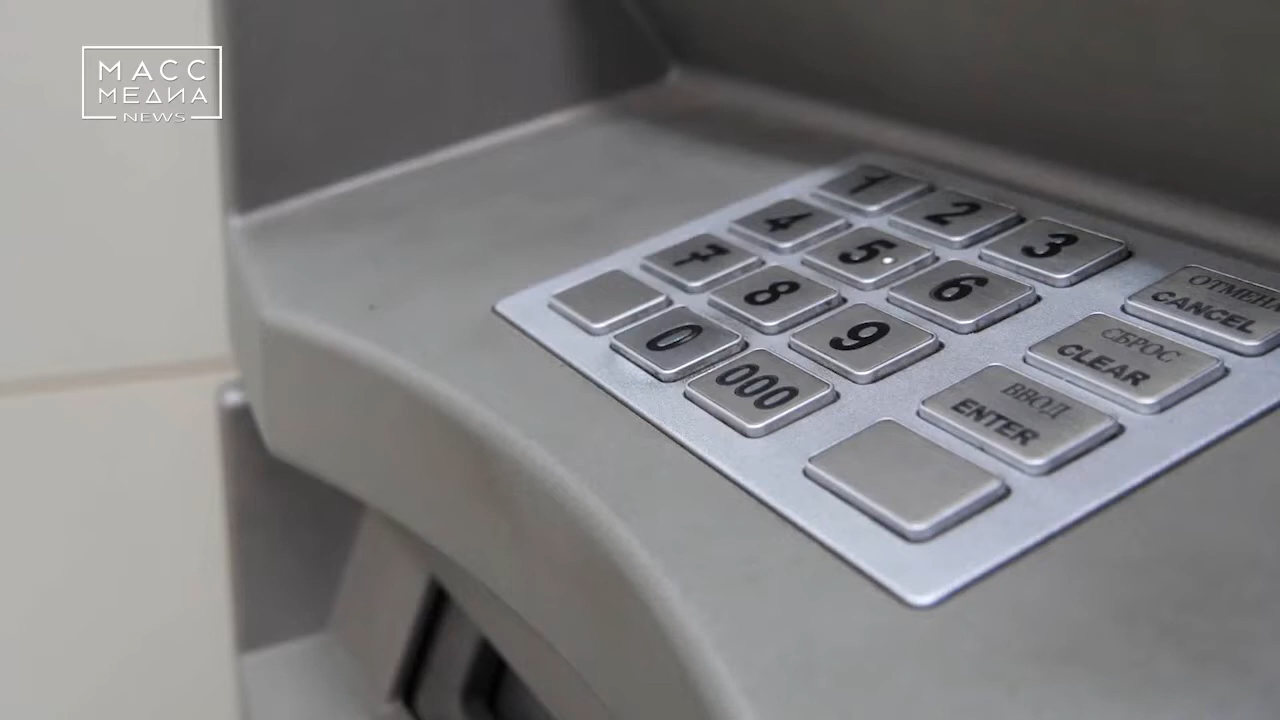 МАСС
МЕДИА
NEWS
1
2
3
ОТМЕНА
CANCEL
4
5
6
СБРОС
CLEAR
7
8
9
ВВОД
ENTER
0
000